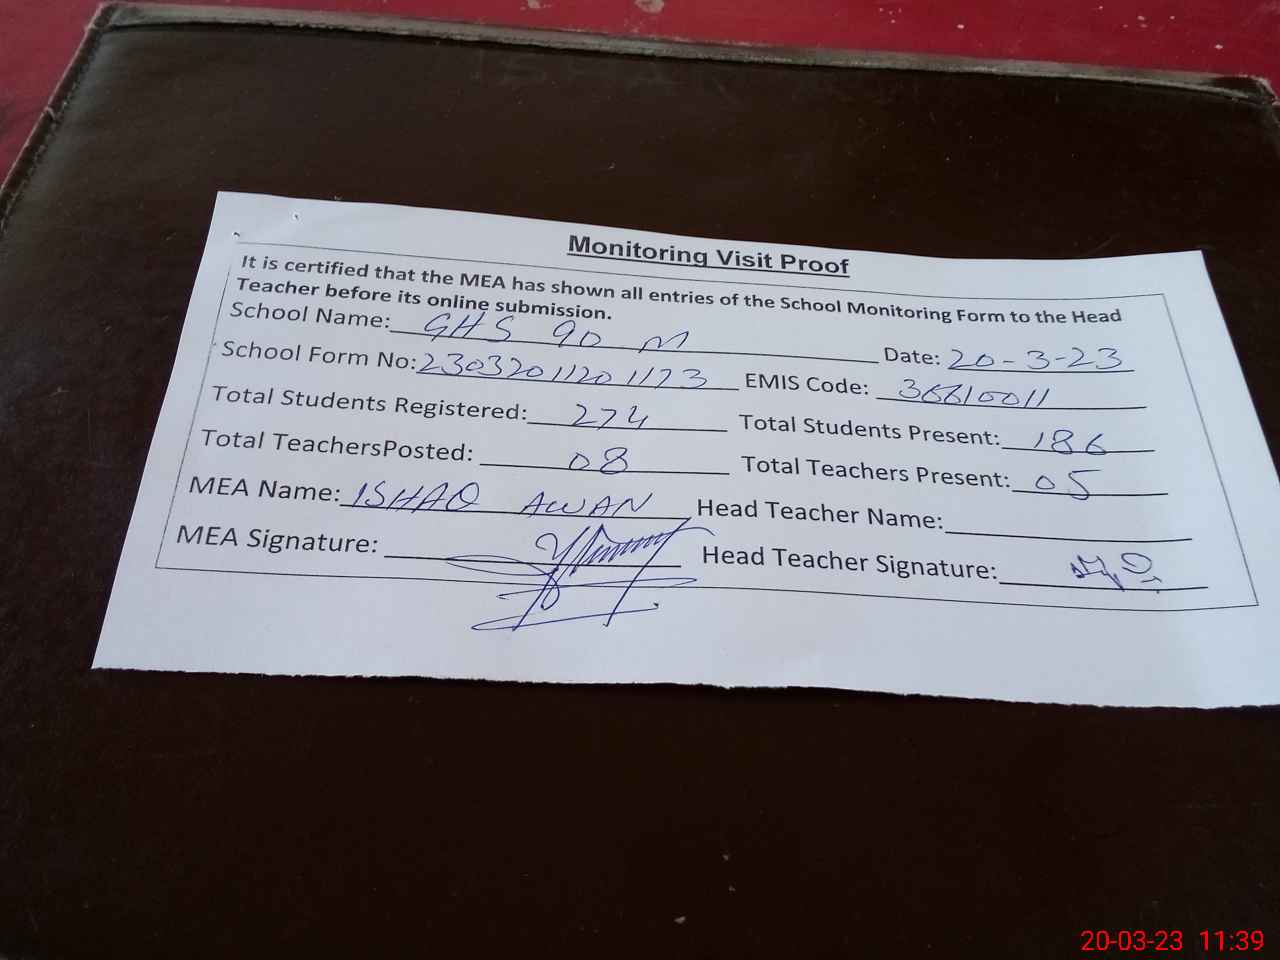 Monitoring Visit Proof
It is certified that the MEA has shown all entries of the School Monitoring Form to the Head
Teacher before its online submission.
School Name: GHS 90 M Date: 20-3-23
School Form No: 23032011201173 EMIS Code: 36610011
Total Students Registered: 274 Total Students Present: 186
Total TeachersPosted: 08 Total Teachers Present: 05
MEA Name: ISHAQ AWAN Head Teacher Name:
MEA Signature: Head Teacher Signature:
20-03-23 11:39